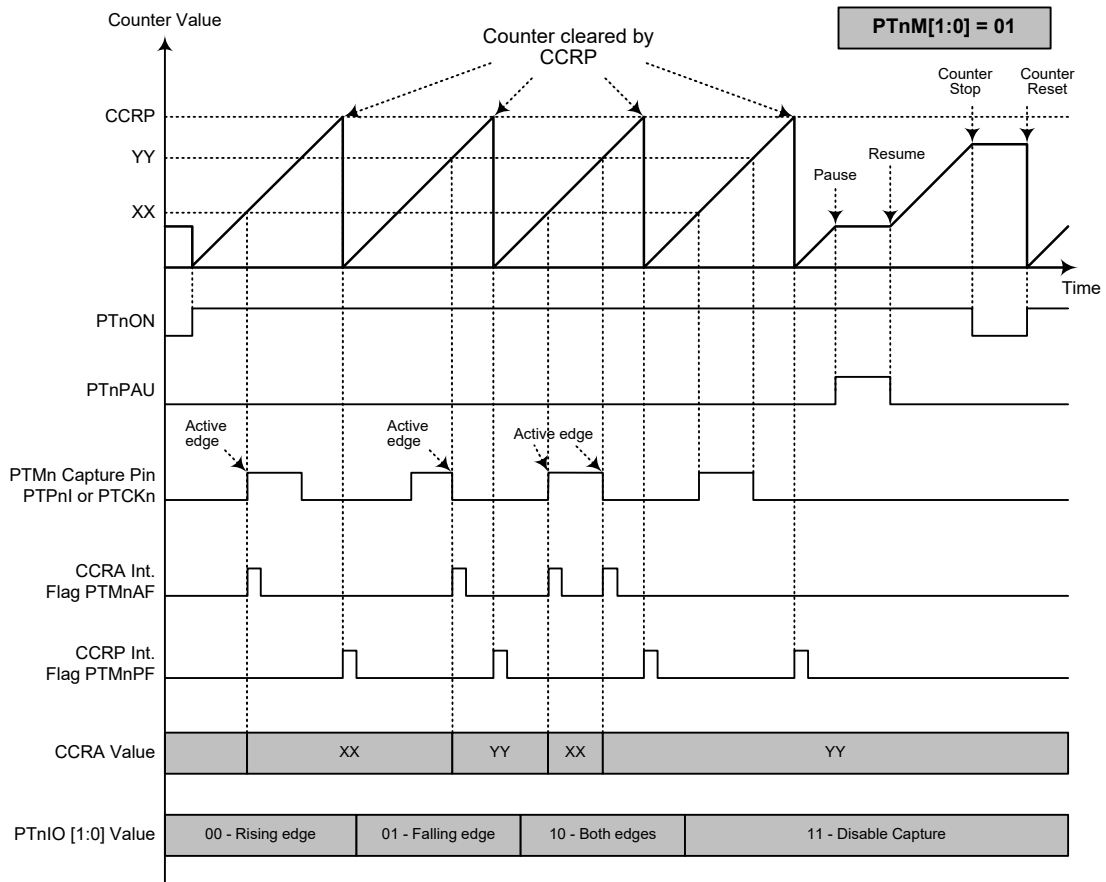 Counter Value
PTnM[1:0] = 01
Counter cleared by
CCRP
Counter
Stop
Counter
Reset
CCRP
YY
Resume
Pause
XX
Time
PTnON
PTnPAU
Active
edge
Active
edge
Active edge
PTMn Capture Pin
PTPnI or PTCKn
CCRA Int.
Flag PTMnAF
CCRP Int.
Flag PTMnPF
CCRA Value
XX
YY
XX
YY
PTnIO [1:0] Value
00 - Rising edge
01 - Falling edge
10 - Both edges
11 - Disable Capture